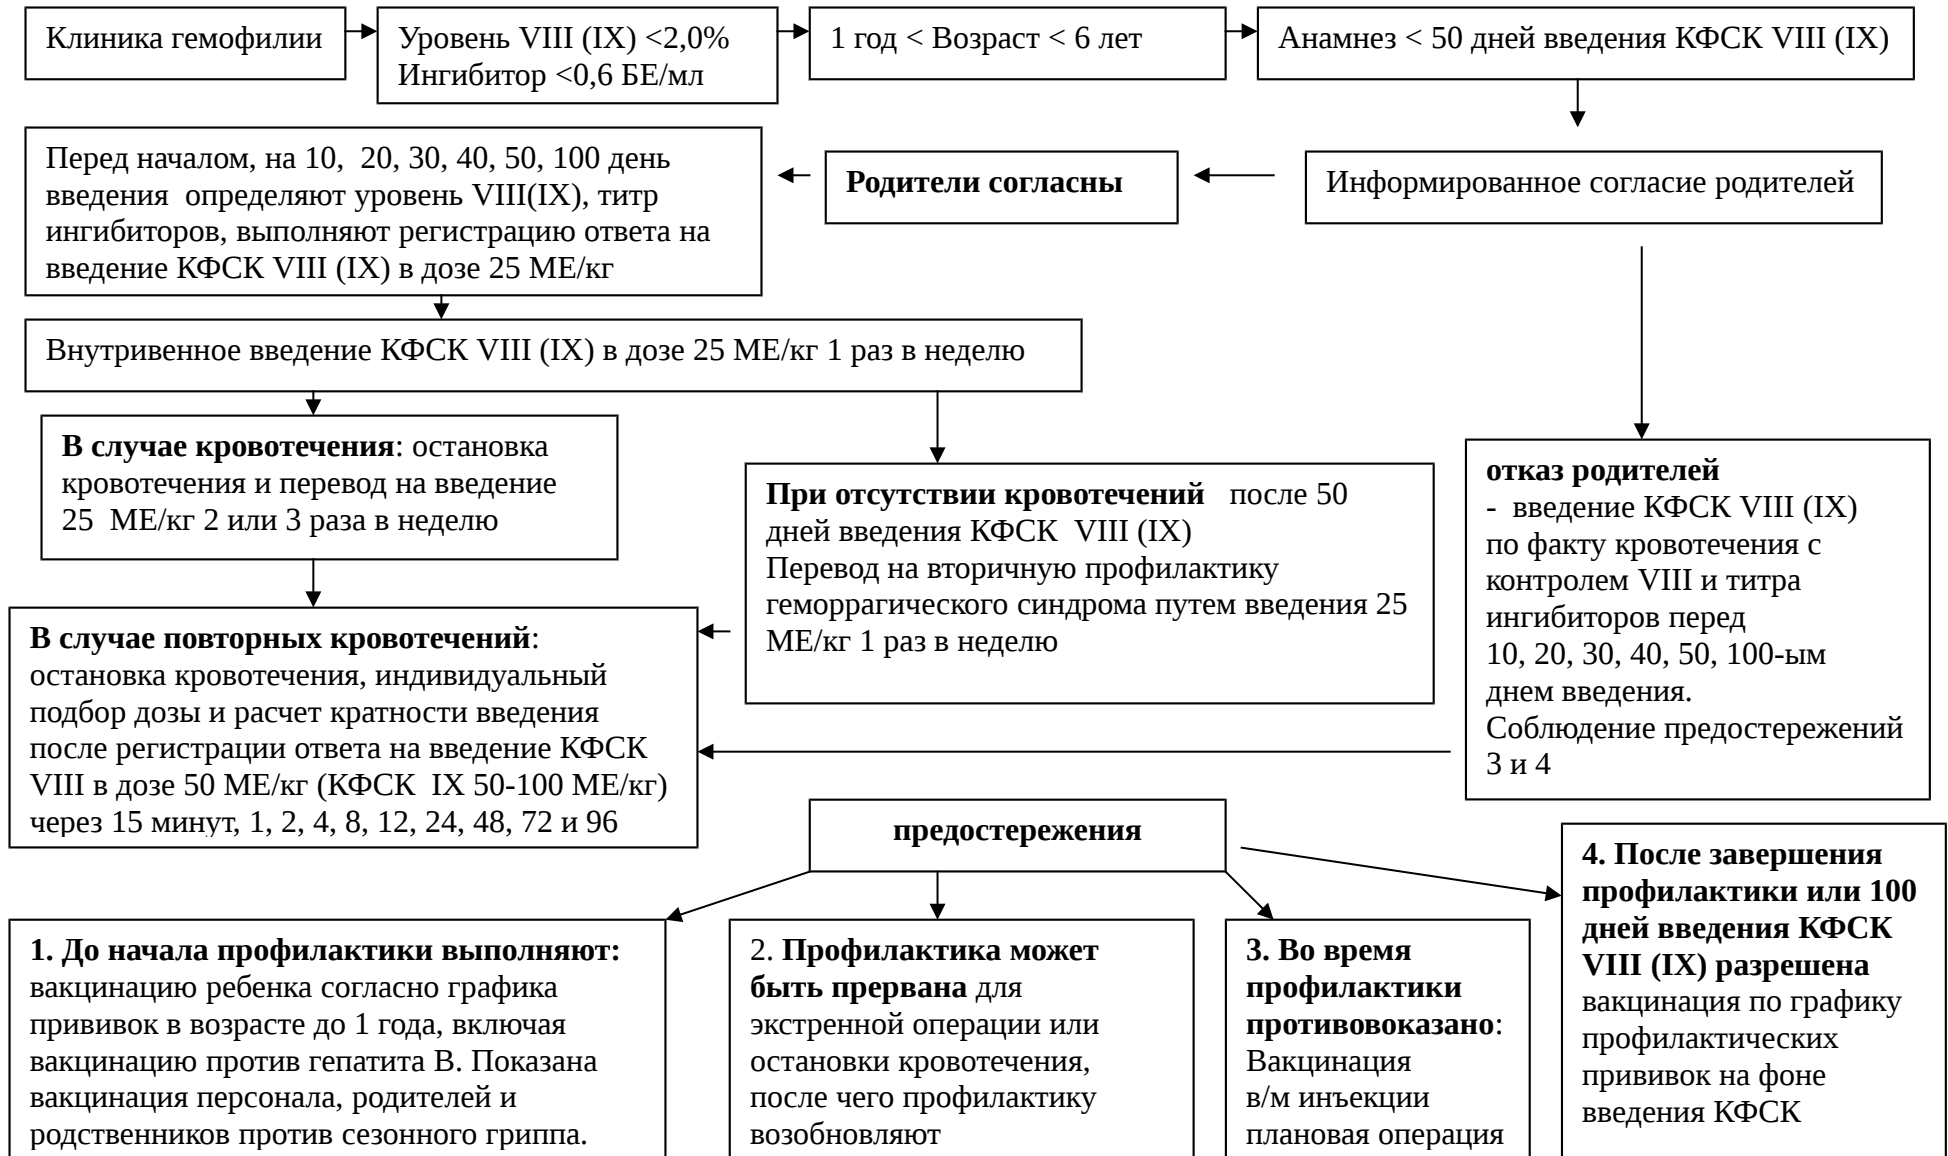 Клиника гемофилии
Уровень VIII (IX) <2,0%
Ингибитор <0,6 БЕ/мл
1 год < Возраст < 6 лет
Анамнез < 50 дней введения КФСК VIII (IX)
Перед началом, на 10, 20, 30, 40, 50, 100 день
введения определяют уровень VIII(IX), титр
ингибиторов, выполняют регистрацию ответа на
введение КФСК VIII (IX) в дозе 25 МЕ/кг
Родители согласны
Информированное согласие родителей
Внутривенное введение КФСК VIII (IX) в дозе 25 МЕ/кг 1 раз в неделю
В случае кровотечения: остановка
кровотечения и перевод на введение
25 МЕ/кг 2 или 3 раза в неделю
При отсутствии кровотечений после 50
дней введения КФСК VIII (IX)
Перевод на вторичную профилактику
геморрагического синдрома путем введения 25
МЕ/кг 1 раз в неделю
отказ родителей
- введение КФСК VIII (IX)
по факту кровотечения с
контролем VIII и титра
ингибиторов перед
10, 20, 30, 40, 50, 100-ым
днем введения.
Соблюдение предостережений
3 и 4
В случае повторных кровотечений:
остановка кровотечения, индивидуальный
подбор дозы и расчет кратности введения
после регистрации ответа на введение КФСК
VIII в дозе 50 МЕ/кг (КФСК IX 50-100 МЕ/кг)
через 15 минут, 1, 2, 4, 8, 12, 24, 48, 72 и 96
предостережения
1. До начала профилактики выполняют:
вакцинацию ребенка согласно графика
прививок в возрасте до 1 года, включая
вакцинацию против гепатита В. Показана
вакцинация персонала, родителей и
родственников против сезонного гриппа.
2. Профилактика может
быть прервана для
экстренной операции или
остановки кровотечения,
после чего профилактику
возобновляют
3. Во время
профилактики
противовоказано:
Вакцинация
в/м инъекции
плановая операция
4. После завершения
профилактики или 100
дней введения КФСК
VIII (IX) разрешена
вакцинация по графику
профилактических
прививок на фоне
введения КФСК